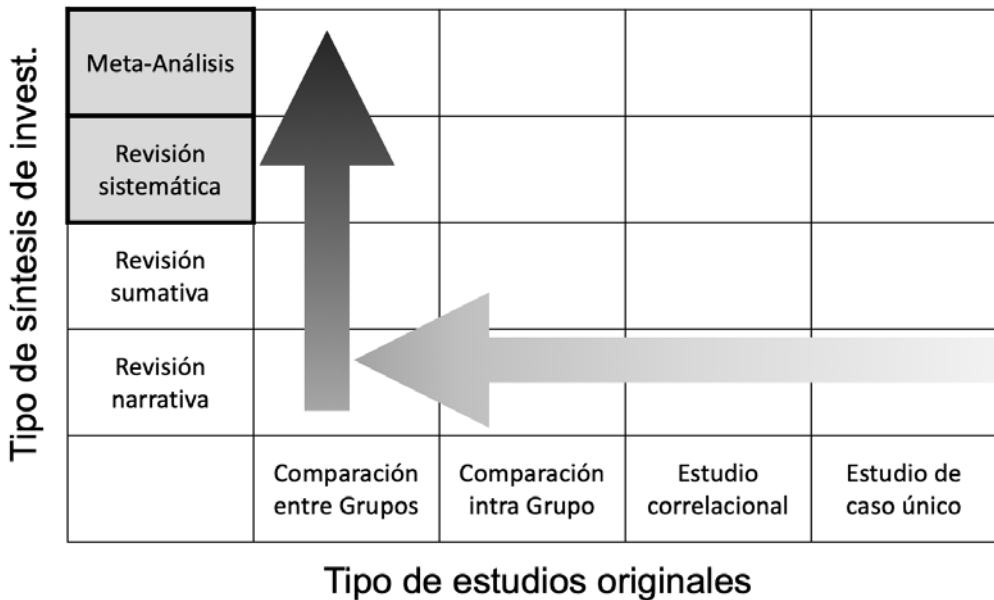 Tipo de síntesis de invest.
Meta-Análisis
Revisión
sistemática
Revisión
sumativa
Revisión
narrativa
Comparación
entre Grupos
Comparación
intra Grupo
Estudio
correlacional
Estudio de
caso único
Tipo de estudios originales